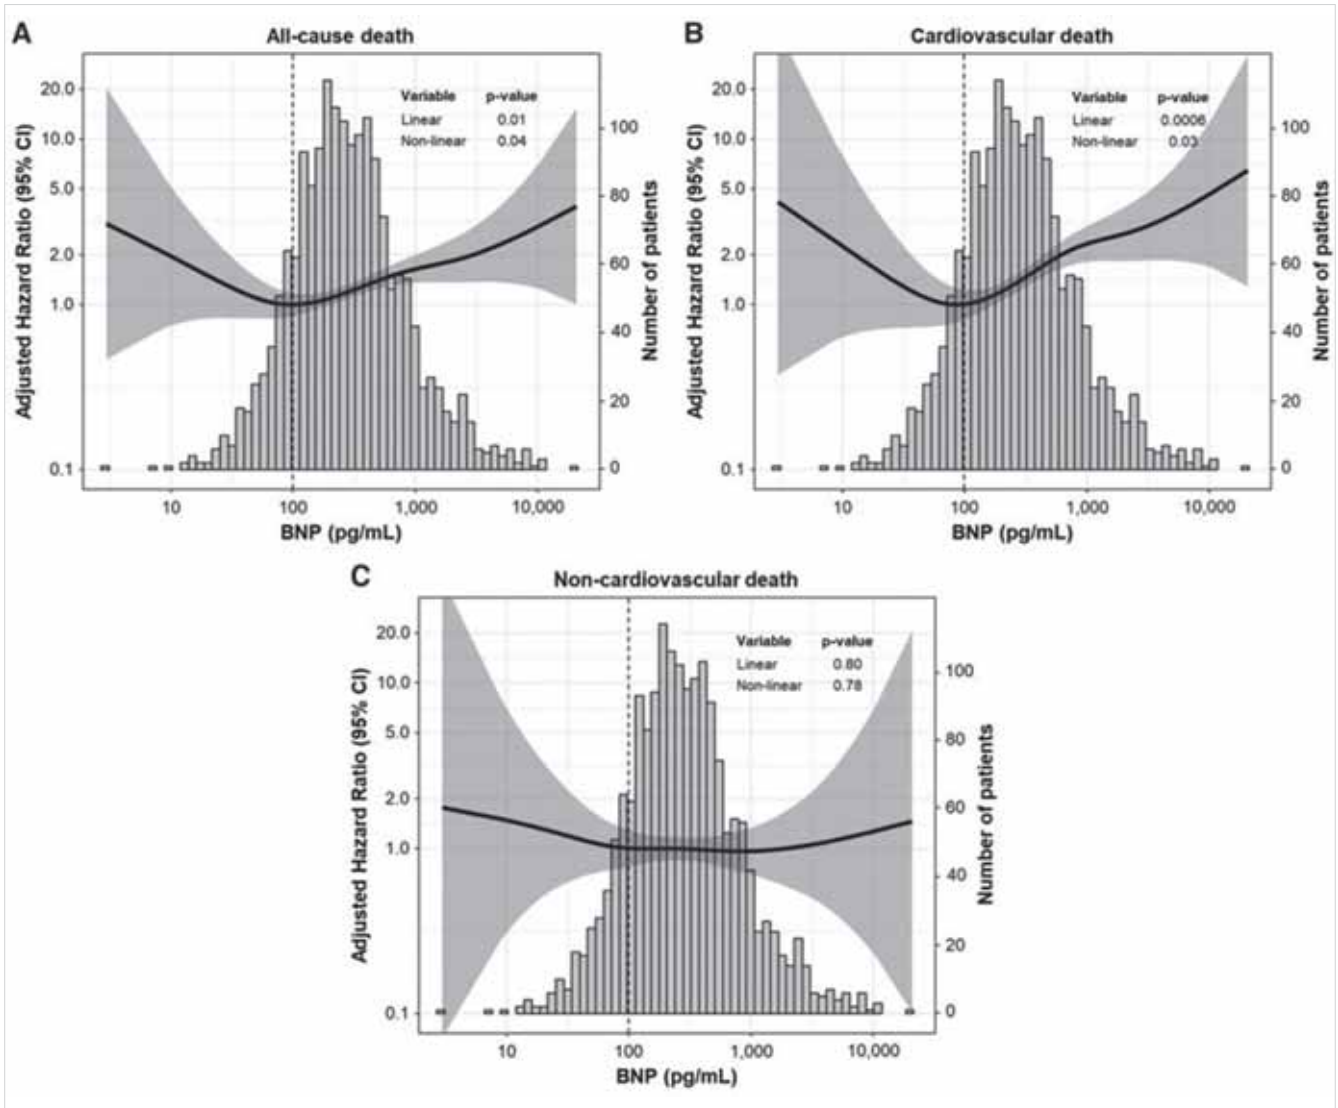 A
All-cause death
Adjusted Hazard Ratio (95% CI)
20.0
10.0
5.0
2.0
1.0
0.1
Variable p-value
Linear 0.01
Non-linear 0.04
100
80
60
40
20
0
Number of patients
10 100 1,000 10,000
BNP (pg/mL)
B
Cardiovascular death
Adjusted Hazard Ratio (95% CI)
20.0
10.0
5.0
2.0
1.0
0.1
Variable p-value
Linear 0.0006
Non-linear 0.03
100
80
60
40
20
0
Number of patients
10 100 1,000 10,000
BNP (pg/mL)
C
Non-cardiovascular death
Adjusted Hazard Ratio (95% CI)
20.0
10.0
5.0
2.0
1.0
0.1
Variable p-value
Linear 0.80
Non-linear 0.78
100
80
60
40
20
0
Number of patients
10 100 1,000 10,000
BNP (pg/mL)